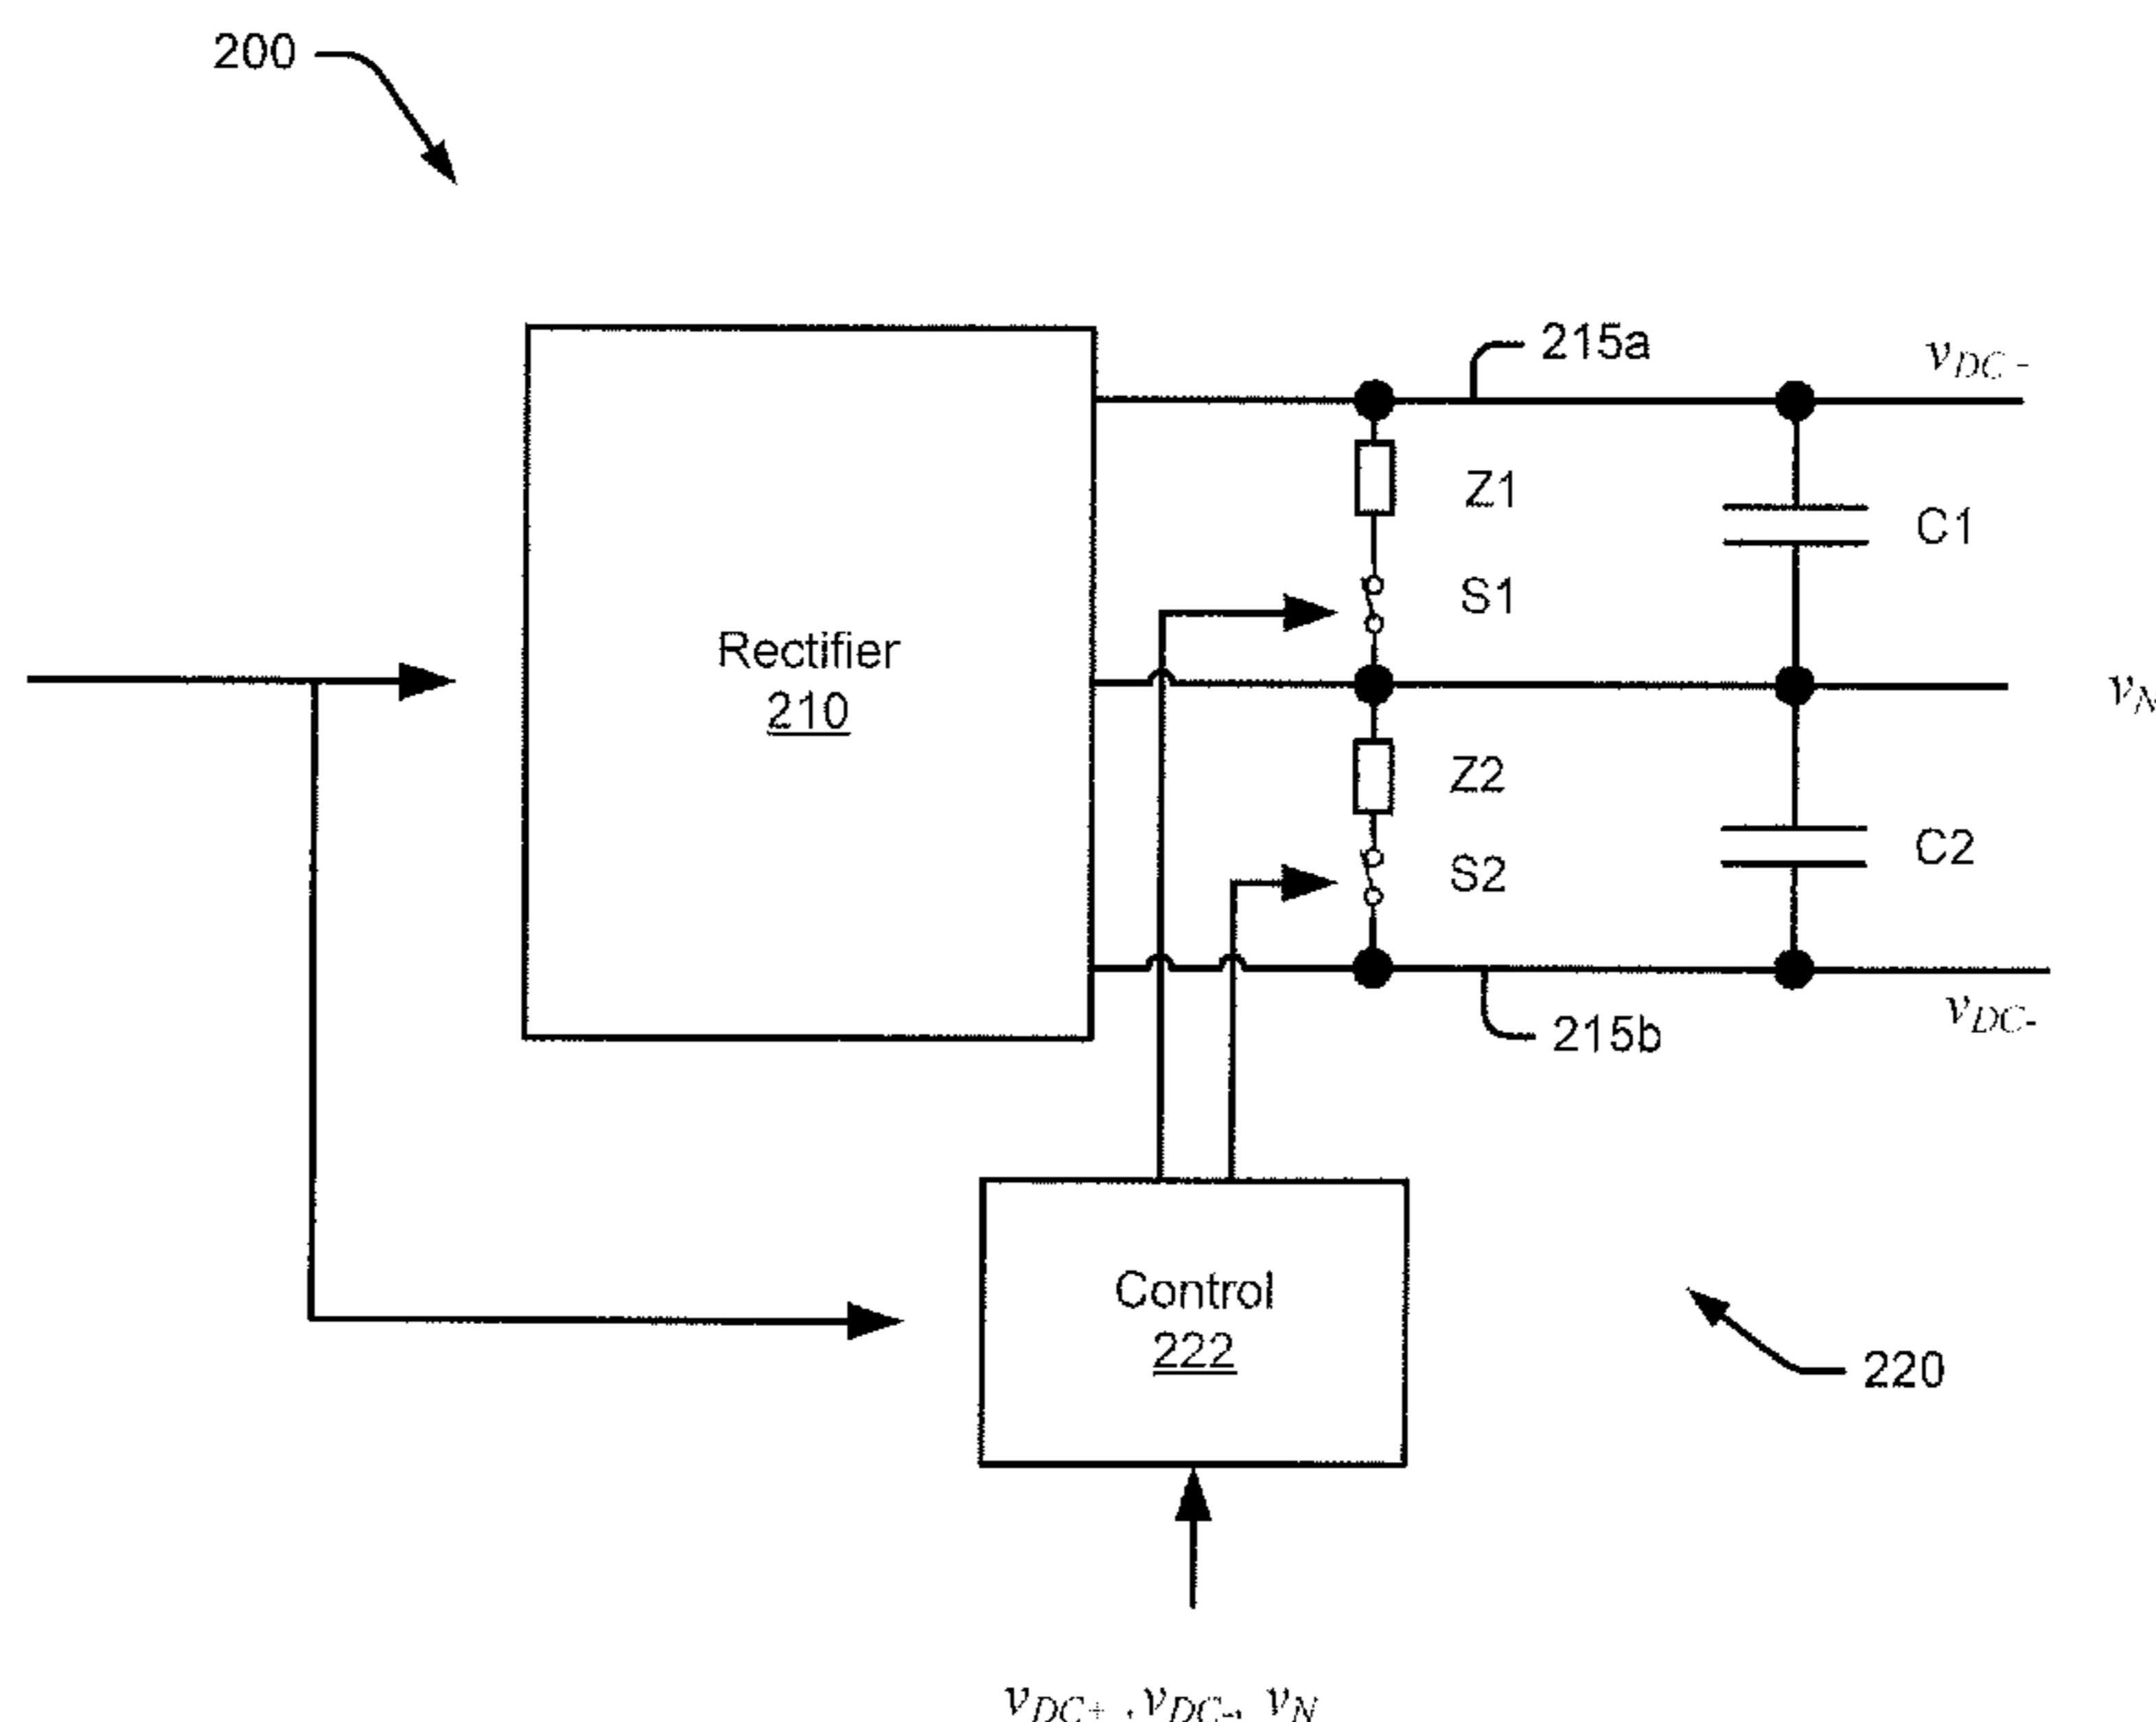 200
215a
v_DC -
Z1
C1
S1
Rectifier
210
v_N
Z2
C2
S2
v_DC-
215b
Control
222
220
v_DC+ , v_DC-, v_N